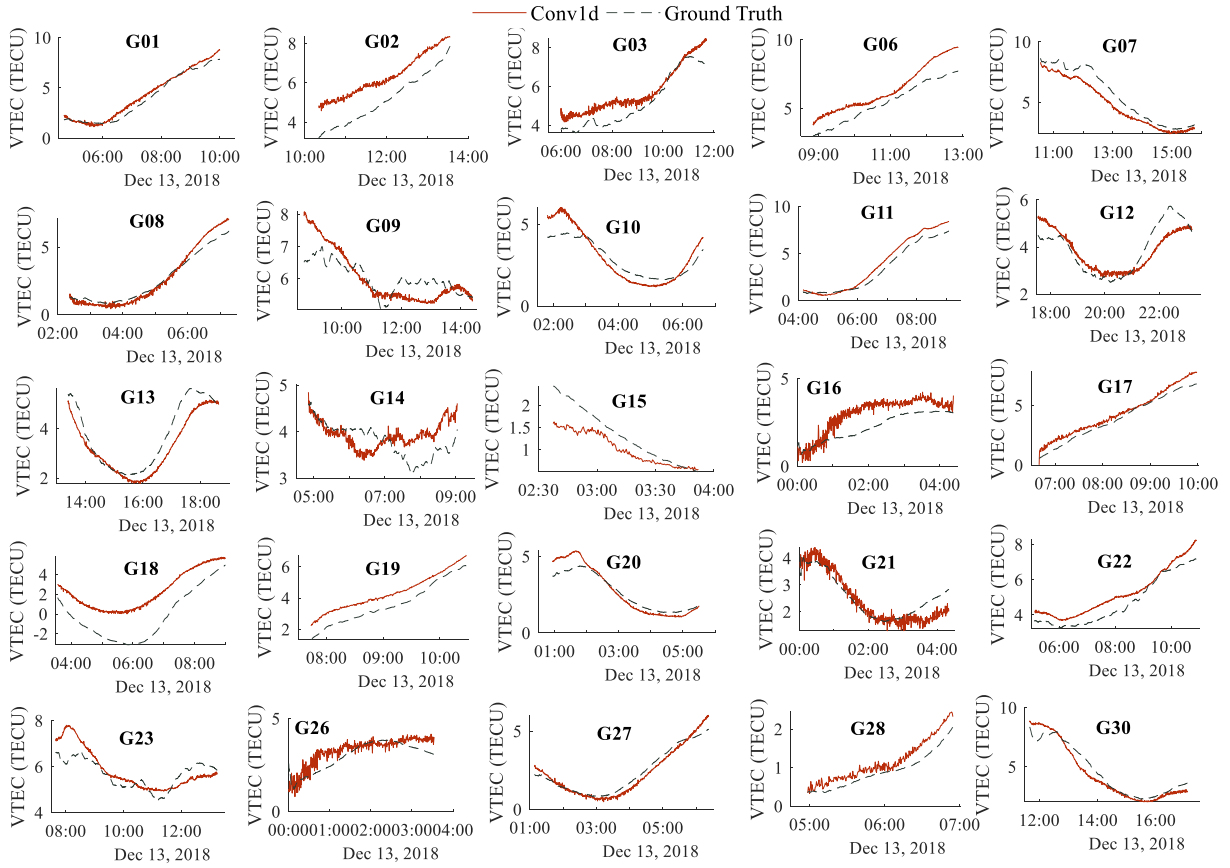 Conv1d Ground Truth
VTEC (TECU) 10 5 0 G01 06:00 08:00 10:00 Dec 13, 2018
VTEC (TECU) 8 6 4 G02 10:00 12:00 14:00 Dec 13, 2018
VTEC (TECU) 8 6 4 G03 06:00 08:00 10:00 12:00 Dec 13, 2018
VTEC (TECU) 5 G06 09:00 11:00 13:00 Dec 13, 2018
VTEC (TECU) 10 5 G07 11:00 13:00 15:00 Dec 13, 2018
VTEC (TECU) 5 0 G08 02:00 04:00 06:00 Dec 13, 2018
VTEC (TECU) 8 7 6 G09 10:00 12:00 14:00 Dec 13, 2018
VTEC (TECU) 5 0 G10 02:00 04:00 06:00 Dec 13, 2018
VTEC (TECU) 10 5 0 G11 04:00 06:00 08:00 Dec 13, 2018
VTEC (TECU) 6 4 2 G12 18:00 20:00 22:00 Dec 13, 2018
VTEC (TECU) 4 2 G13 14:00 16:00 18:00 Dec 13, 2018
VTEC (TECU) 5 4 3 G14 05:00 07:00 09:00 Dec 13, 2018
VTEC (TECU) 2 1.5 1 G15 02:30 03:00 03:30 04:00 Dec 13, 2018
VTEC (TECU) 5 0 G16 00:00 02:00 04:00 Dec 13, 2018
VTEC (TECU) 5 0 G17 07:00 08:00 09:00 10:00 Dec 13, 2018
VTEC (TECU) 4 2 0 -2 G18 04:00 06:00 08:00 Dec 13, 2018
VTEC (TECU) 6 4 2 G19 08:00 09:00 10:00 Dec 13, 2018
VTEC (TECU) 5 0 G20 01:00 03:00 05:00 Dec 13, 2018
VTEC (TECU) 4 3 2 G21 00:00 02:00 04:00 Dec 13, 2018
VTEC (TECU) 8 6 4 G22 06:00 08:00 10:00 Dec 13, 2018
VTEC (TECU) 8 6 4 G23 08:00 10:00 12:00 Dec 13, 2018
VTEC (TECU) 5 0 G26 00:0001:0002:0003:0004:00 Dec 13, 2018
VTEC (TECU) 5 0 G27 01:00 03:00 05:00 Dec 13, 2018
VTEC (TECU) 2 1 0 G28 05:00 06:00 07:00 Dec 13, 2018
VTEC (TECU) 10 5 G30 12:00 14:00 16:00 Dec 13, 2018